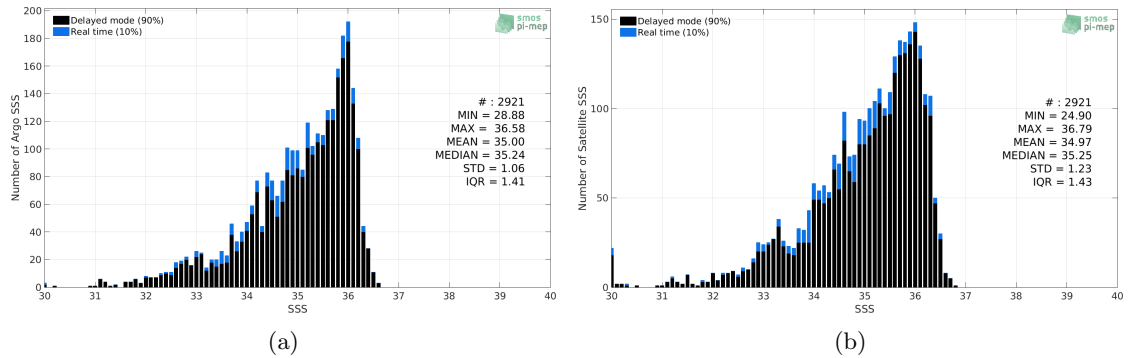 Delayed mode (90%)
Real time (10%)
smos
pi-mep
200
180
160
140
120
100
80
60
40
20
0
Number of Argo SSS
# : 2921
MIN = 28.88
MAX = 36.58
MEAN = 35.00
MEDIAN = 35.24
STD = 1.06
IQR = 1.41
30 31 32 33 34 35 36 37 38 39 40
SSS
(a)
Delayed mode (90%)
Real time (10%)
smos
pi-mep
150
100
50
0
Number of Satellite SSS
# : 2921
MIN = 24.90
MAX = 36.79
MEAN = 34.97
MEDIAN = 35.25
STD = 1.23
IQR = 1.43
30 31 32 33 34 35 36 37 38 39 40
SSS
(b)